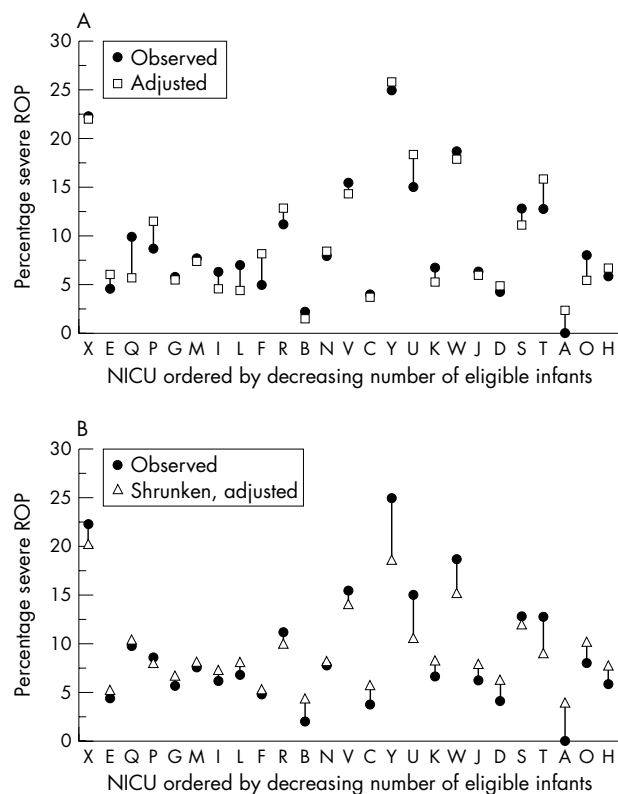 A
Observed
Adjusted
Percentage severe ROP
30
25
20
15
10
5
0
X E Q P G M I L F R B N V C Y U K W J D S T A O H
NICU ordered by decreasing number of eligible infants
B
Observed
Shrunken, adjusted
Percentage severe ROP
30
25
20
15
10
5
0
X E Q P G M I L F R B N V C Y U K W J D S T A O H
NICU ordered by decreasing number of eligible infants